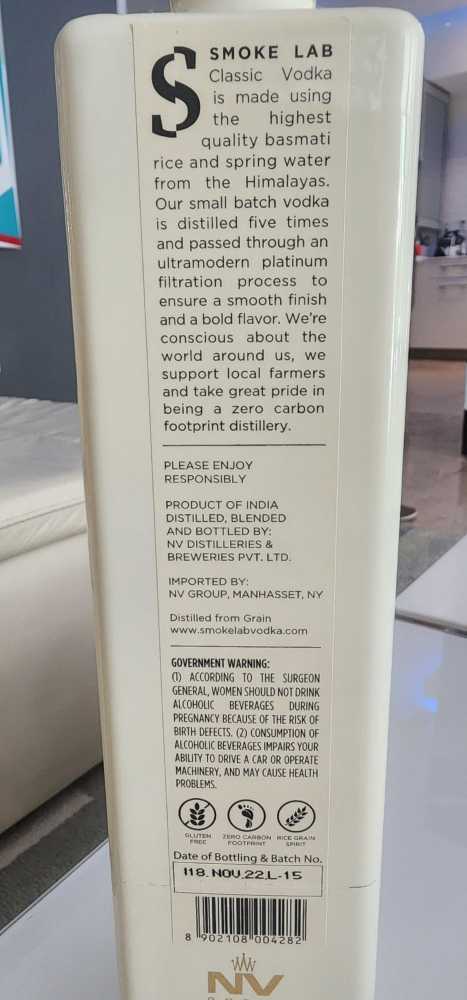 SMOKE LAB
Classic Vodka
is made using
the highest
quality basmati
rice and spring water
from the Himalayas.
Our small batch vodka
is distilled five times
and passed through an
ultramodern platinum
filtration process to
ensure a smooth finish
and a bold flavor. We're
conscious about the
world around us, we
support local farmers
and take great pride in
being a zero carbon
footprint distillery.
PLEASE ENJOY
RESPONSIBLY
PRODUCT OF INDIA
DISTILLED, BLENDED
AND BOTTLED BY:
NV DISTILLERIES &
BREWERIES PVT. LTD.
IMPORTED BY:
NV GROUP, MANHASSET, NY
Distilled from Grain
www.smokelabvodka.com
GOVERNMENT WARNING:
(1) ACCORDING TO THE SURGEON
GENERAL, WOMEN SHOULD NOT DRINK
ALCOHOLIC BEVERAGES DURING
PREGNANCY BECAUSE OF THE RISK OF
BIRTH DEFECTS. (2) CONSUMPTION OF
ALCOHOLIC BEVERAGES IMPAIRS YOUR
ABILITY TO DRIVE A CAR OR OPERATE
MACHINERY, AND MAY CAUSE HEALTH
PROBLEMS.
GLUTEN FREE
ZERO CARBON FOOTPRINT
RICE GRAIN SPIRIT
Date of Bottling & Batch No.
118.NOV.22.L-15
8 902108 004282
NV